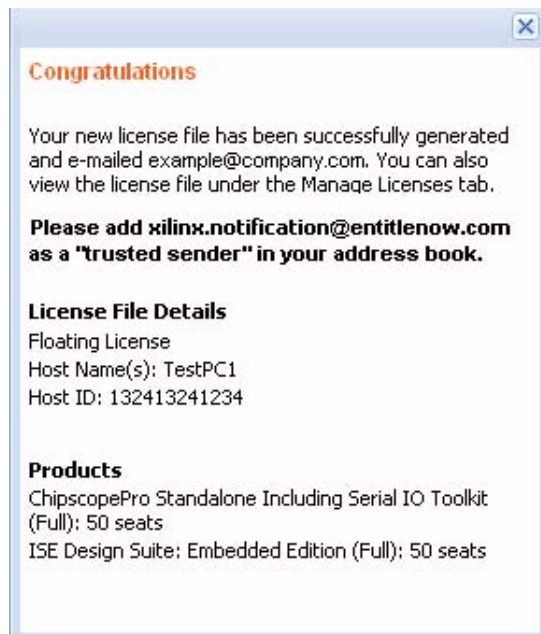 Congratulations
Your new license file has been successfully generated
and e-mailed example@company.com. You can also
view the license file under the Manage Licenses tab.
Please add xilinx.notification@entitlenow.com
as a "trusted sender" in your address book.
License File Details
Floating License
Host Name(s): TestPC1
Host ID: 132413241234
Products
ChipscopePro Standalone Including Serial IO Toolkit
(Full): 50 seats
ISE Design Suite: Embedded Edition (Full): 50 seats